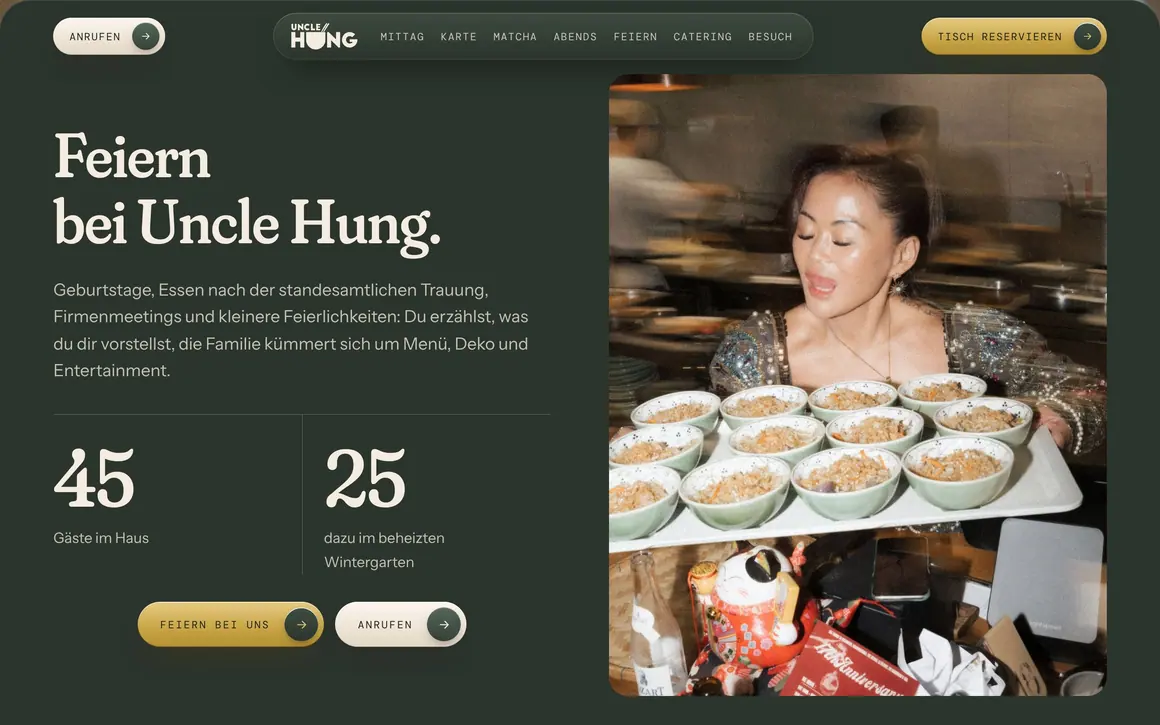 ANRUFEN
UNCLE
HUNG
MITTAG
KARTE
MATCHA
ABENDS
FEIERN
CATERING
BESUCH
TISCH RESERVIEREN
Feiern
bei Uncle Hung.
Geburtstage, Essen nach der standesamtlichen Trauung,
Firmenmeetings und kleinere Feierlichkeiten: Du erzählst, was
du dir vorstellst, die Familie kümmert sich um Menü, Deko und
Entertainment.
45
Gäste im Haus
25
dazu im beheizten
Wintergarten
FEIERN BEI UNS
ANRUFEN